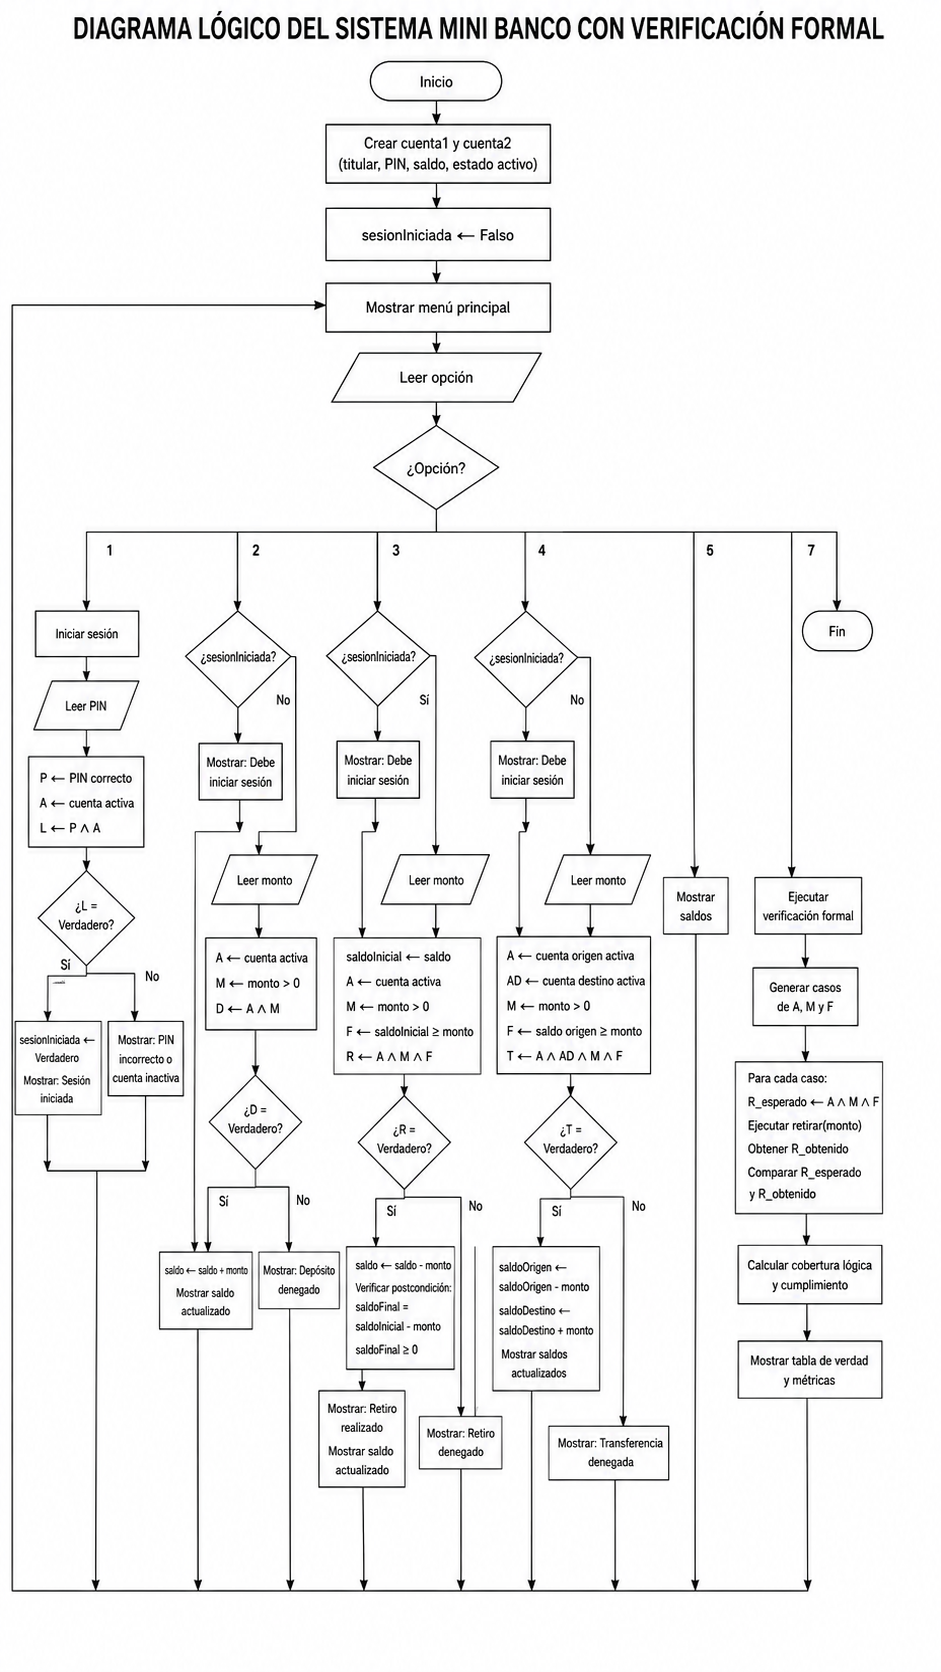 DIAGRAMA LÓGICO DEL SISTEMA MINI BANCO CON VERIFICACIÓN FORMAL
Inicio
Crear cuenta1 y cuenta2
(titular, PIN, saldo, estado activo)
sesionIniciada ← Falso
Mostrar menú principal
Leer opción
¿Opción?
1
2
3
4
5
7
Iniciar sesión
Leer PIN
P ← PIN correcto
A ← cuenta activa
L ← P ∧ A
¿L =
Verdadero?
Sí
No
sesionIniciada ←
Verdadero
Mostrar: Sesión
iniciada
Mostrar: PIN
incorrecto o
cuenta inactiva
¿sesionIniciada?
No
Mostrar: Debe
iniciar sesión
Leer monto
A ← cuenta activa
M ← monto > 0
D ← A ∧ M
¿D =
Verdadero?
Sí
No
saldo ← saldo + monto
Mostrar saldo
actualizado
Mostrar: Depósito
denegado
¿sesionIniciada?
Sí
Mostrar: Debe
iniciar sesión
Leer monto
saldoInicial ← saldo
A ← cuenta activa
M ← monto > 0
F ← saldoInicial ≥ monto
R ← A ∧ M ∧ F
¿R =
Verdadero?
Sí
No
saldo ← saldo - monto
Verificar postcondición:
saldoFinal =
saldoInicial - monto
saldoFinal ≥ 0
Mostrar: Retiro
realizado
Mostrar saldo
actualizado
Mostrar: Retiro
denegado
¿sesionIniciada?
No
Mostrar: Debe
iniciar sesión
Leer monto
A ← cuenta origen activa
AD ← cuenta destino activa
M ← monto > 0
F ← saldo origen ≥ monto
T ← A ∧ AD ∧ M ∧ F
¿T =
Verdadero?
Sí
No
saldoOrigen ←
saldoOrigen - monto
saldoDestino ←
saldoDestino + monto
Mostrar saldos
actualizados
Mostrar: Transferencia
denegada
Mostrar
saldos
Ejecutar
verificación formal
Generar casos
de A, M y F
Para cada caso:
R_esperado ← A ∧ M ∧ F
Ejecutar retirar(monto)
Obtener R_obtenido
Comparar R_esperado
y R_obtenido
Calcular cobertura lógica
y cumplimiento
Mostrar tabla de verdad
y métricas
Fin